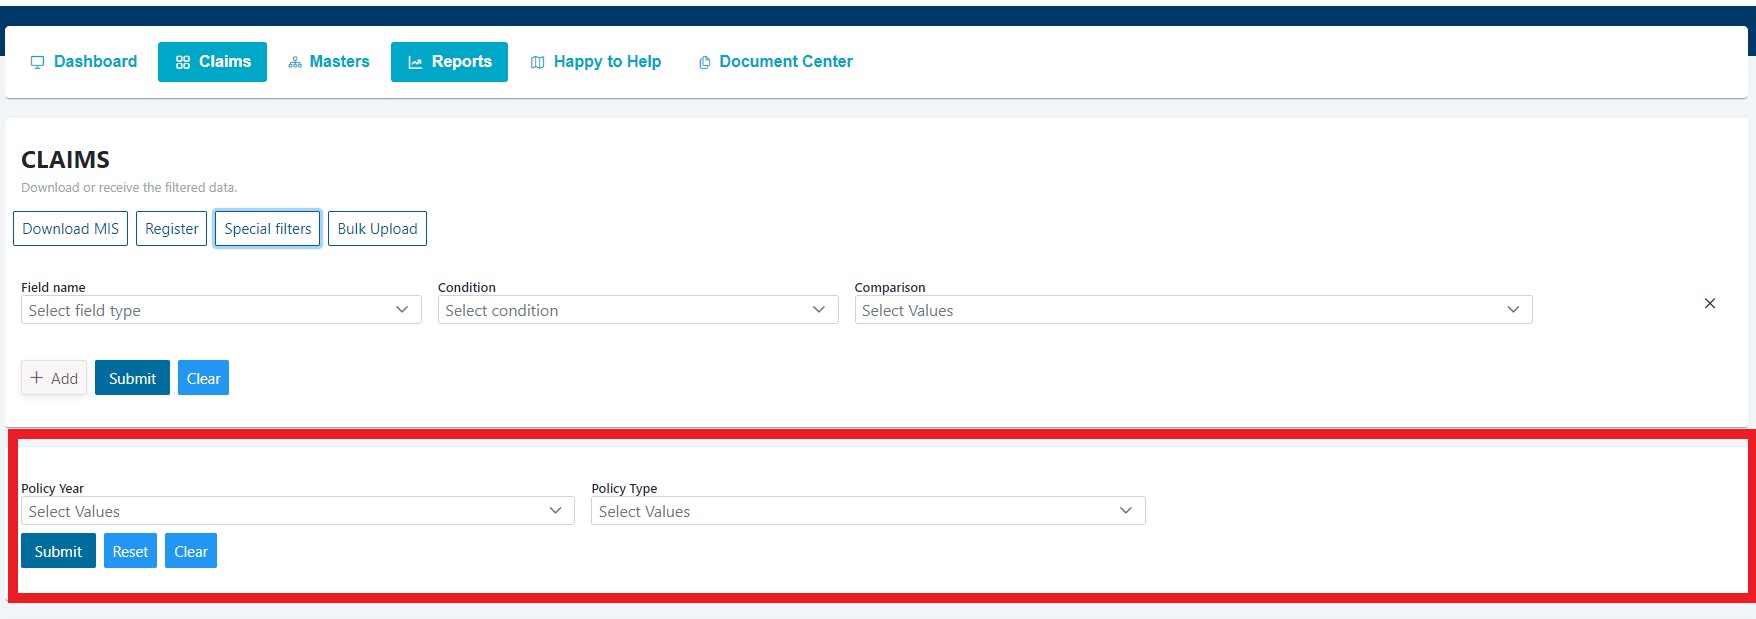 Dashboard Claims Masters Reports Happy to Help Document Center
CLAIMS
Download or receive the filtered data.
Download MIS Register Special filters Bulk Upload
Field name Condition Comparison
Select field type Select condition Select Values
+ Add Submit Clear
Policy Year Policy Type
Select Values Select Values
Submit Reset Clear